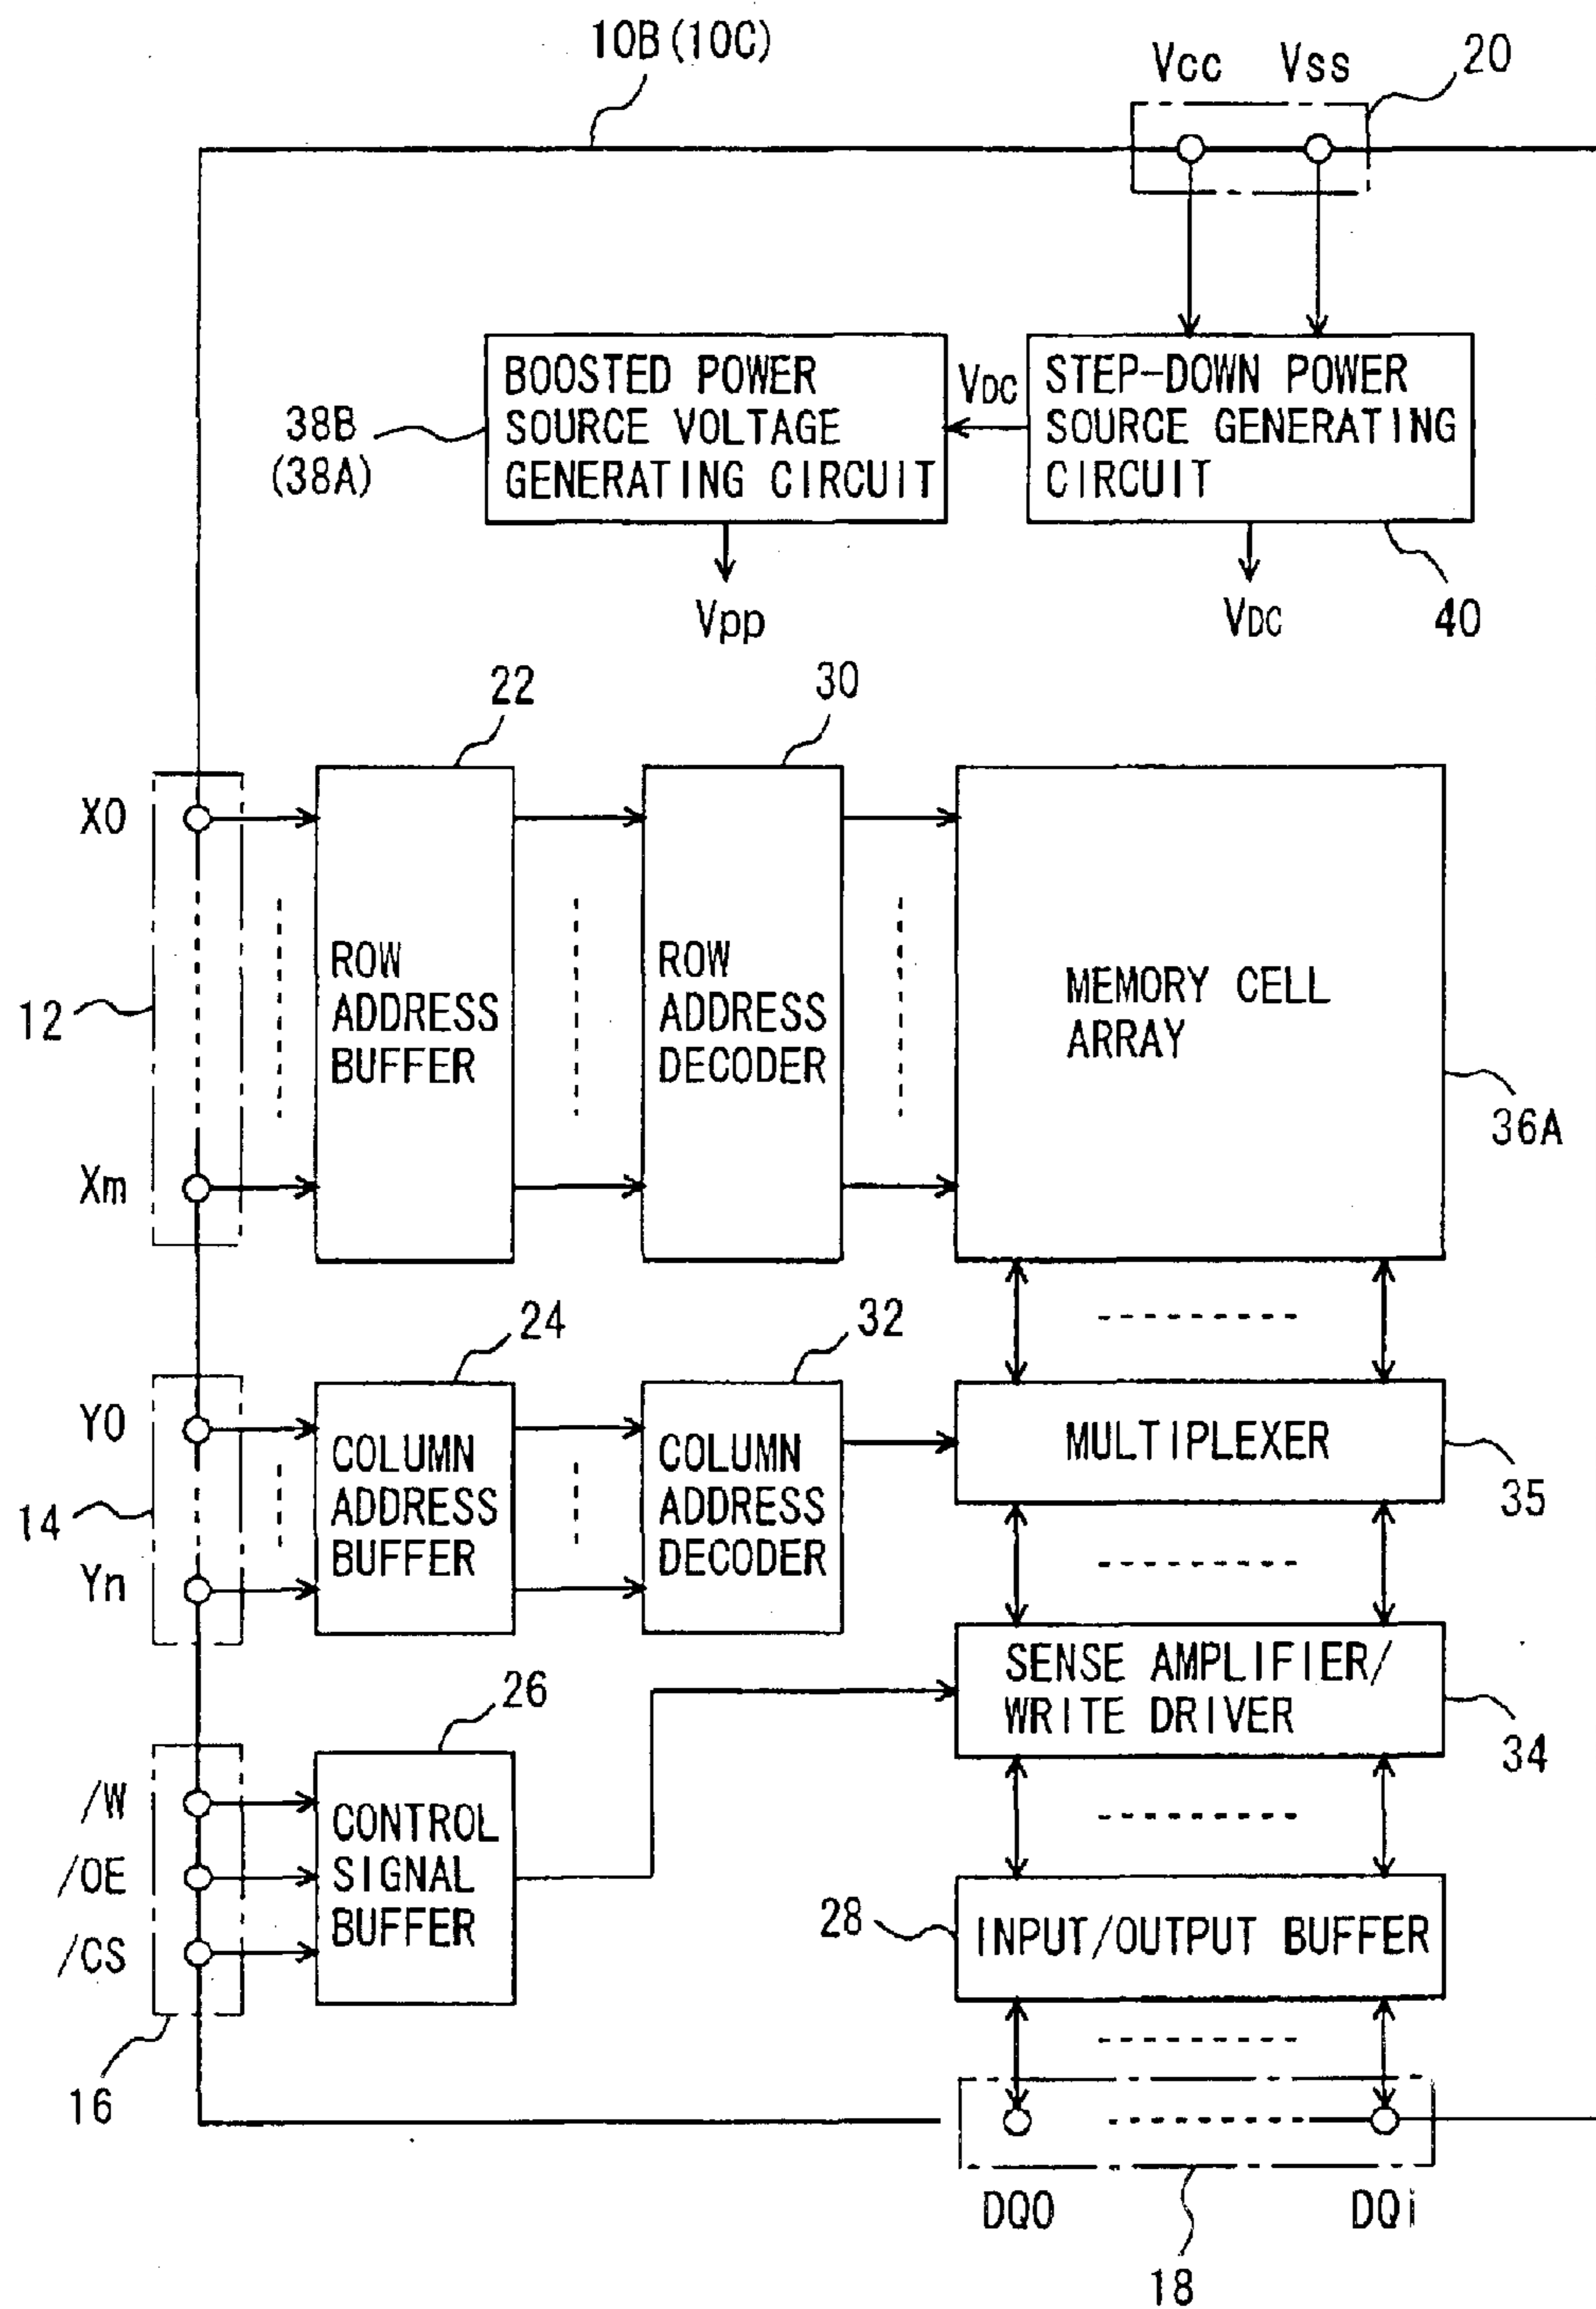 10B(10C)
Vcc Vss 20
BOOSTED POWER
SOURCE VOLTAGE
GENERATING CIRCUIT
38B
(38A)
VDC
STEP-DOWN POWER
SOURCE GENERATING
CIRCUIT
Vpp
VDC
40
22
30
X0
12
Xm
ROW
ADDRESS
BUFFER
ROW
ADDRESS
DECODER
MEMORY CELL
ARRAY
36A
24
32
Y0
14
Yn
COLUMN
ADDRESS
BUFFER
COLUMN
ADDRESS
DECODER
MULTIPLEXER
35
SENSE AMPLIFIER/
WRITE DRIVER
34
26
/W
/OE
/CS
16
CONTROL
SIGNAL
BUFFER
28
INPUT/OUTPUT BUFFER
DQ0
DQi
18